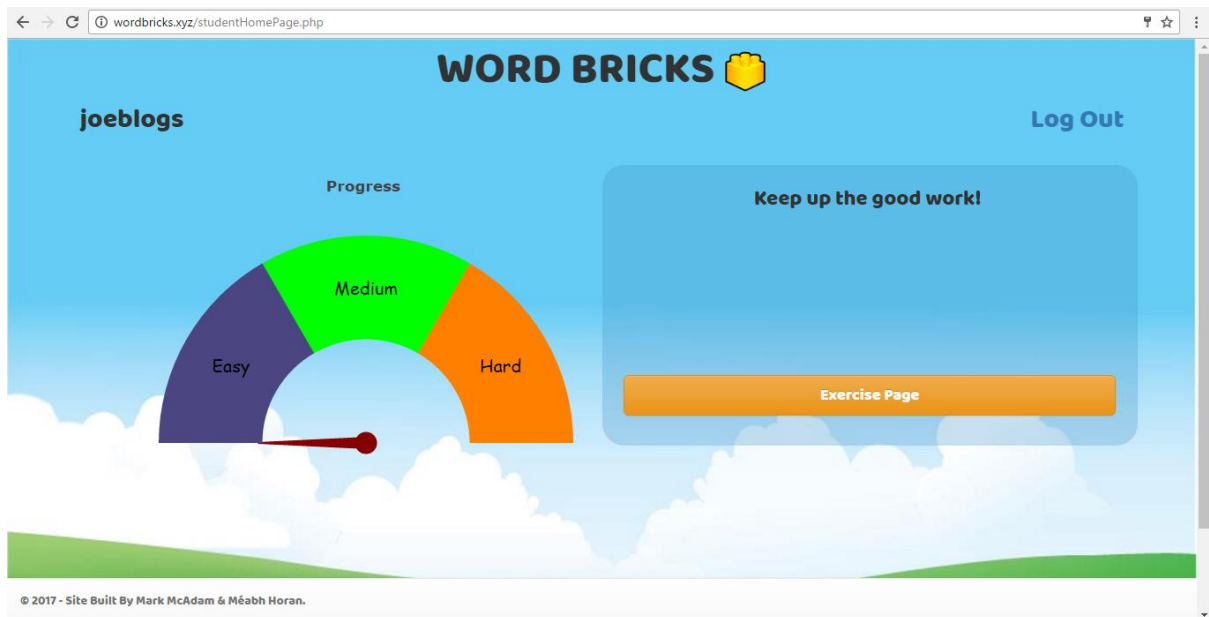 wordbricks.xyz/studentHomePage.php
WORD BRICKS
joeblogs
Log Out
Progress
Keep up the good work!
Medium
Easy
Hard
Exercise Page
© 2017 - Site Built By Mark McAdam & Méabh Horan.